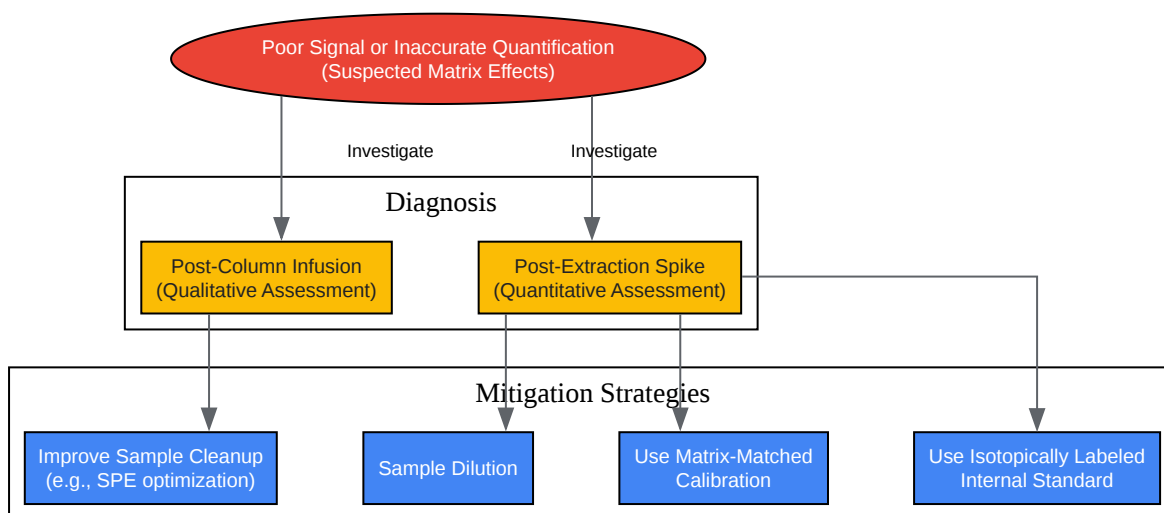 Poor Signal or Inaccurate Quantification
(Suspected Matrix Effects)
Investigate
Investigate
Diagnosis
Post-Column Infusion
(Qualitative Assessment)
Post-Extraction Spike
(Quantitative Assessment)
Mitigation Strategies
Improve Sample Cleanup
(e.g., SPE optimization)
Sample Dilution
Use Matrix-Matched
Calibration
Use Isotopically Labeled
Internal Standard